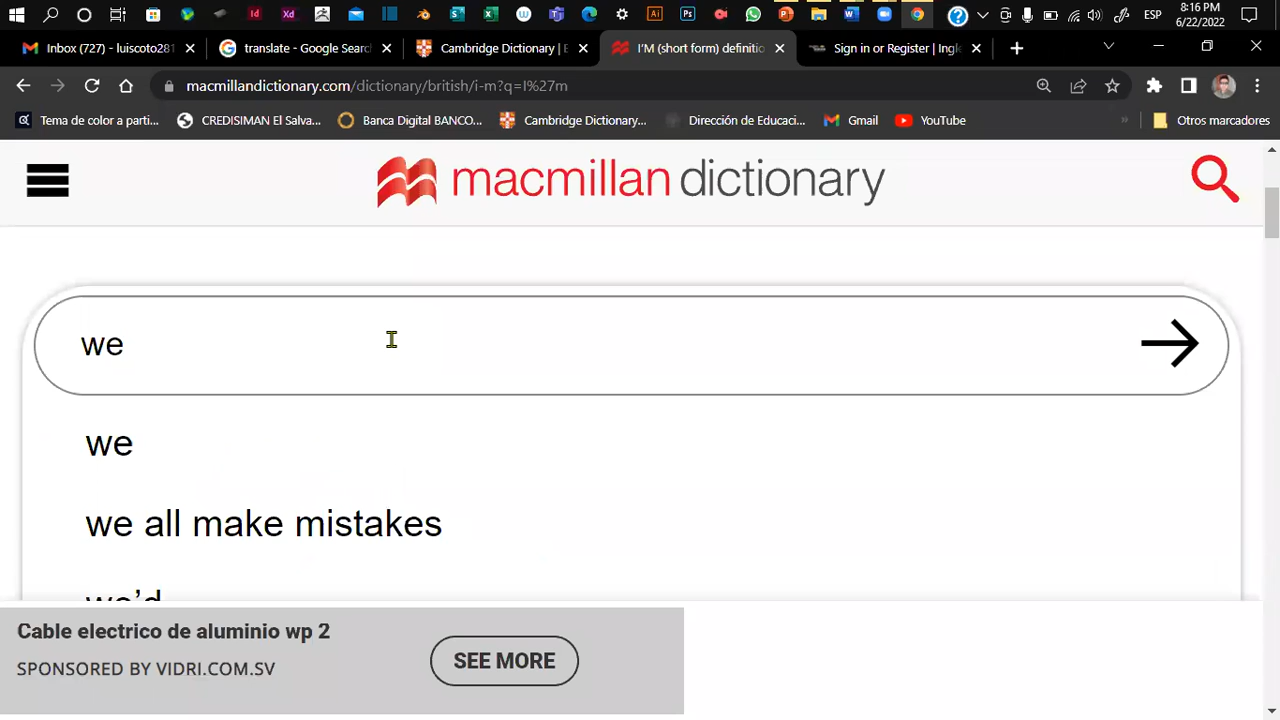 8:16 PM
ESP
6/22/2022
Inbox (727) - luiscoto281
translate - Google Searc
Cambridge Dictionary | E
I'M (short form) definitio
Sign in or Register | Ingl
macmillandictionary.com/dictionary/british/i-m?q=I%27m
Tema de color a parti...
CREDISIMAN El Salva...
Banca Digital BANCO...
Cambridge Dictionary...
Dirección de Educaci...
Gmail
YouTube
Otros marcadores
macmillan dictionary
we
we
we all make mistakes
we'd
Cable electrico de aluminio wp 2
SPONSORED BY VIDRI.COM.SV
SEE MORE